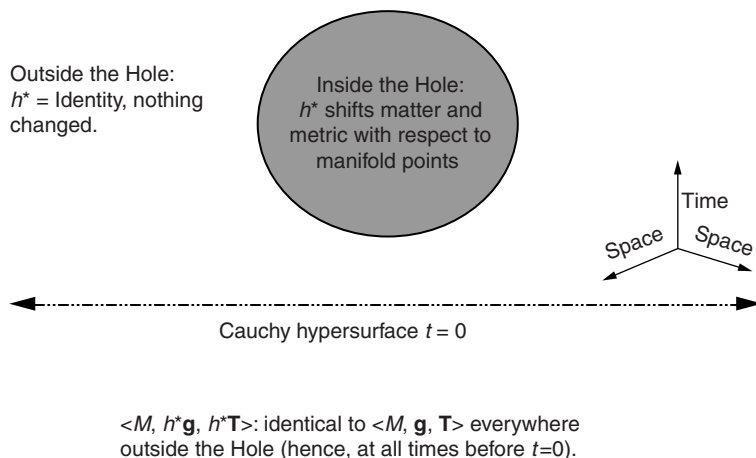 Outside the Hole:
h* = Identity, nothing
changed.
Inside the Hole:
h* shifts matter and
metric with respect to
manifold points
Time
Space
Space
Cauchy hypersurface t = 0
<M, h*g, h*T>: identical to <M, g, T> everywhere
outside the Hole (hence, at all times before t=0).